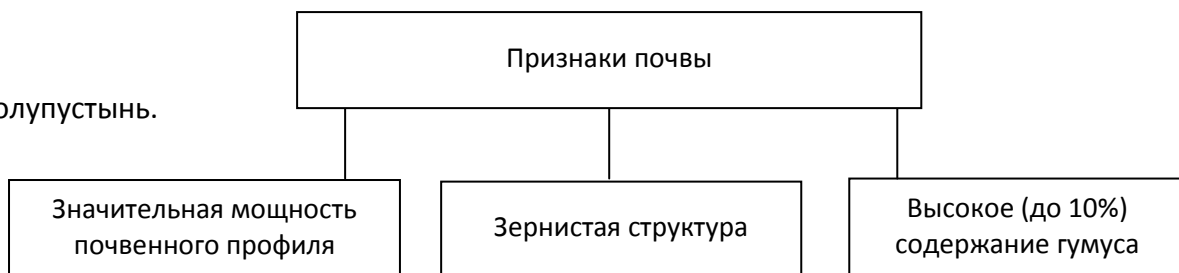 Признаки почвы
олупустынь.
Значительная мощность
почвенного профиля
Зернистая структура
Высокое (до 10%)
содержание гумуса